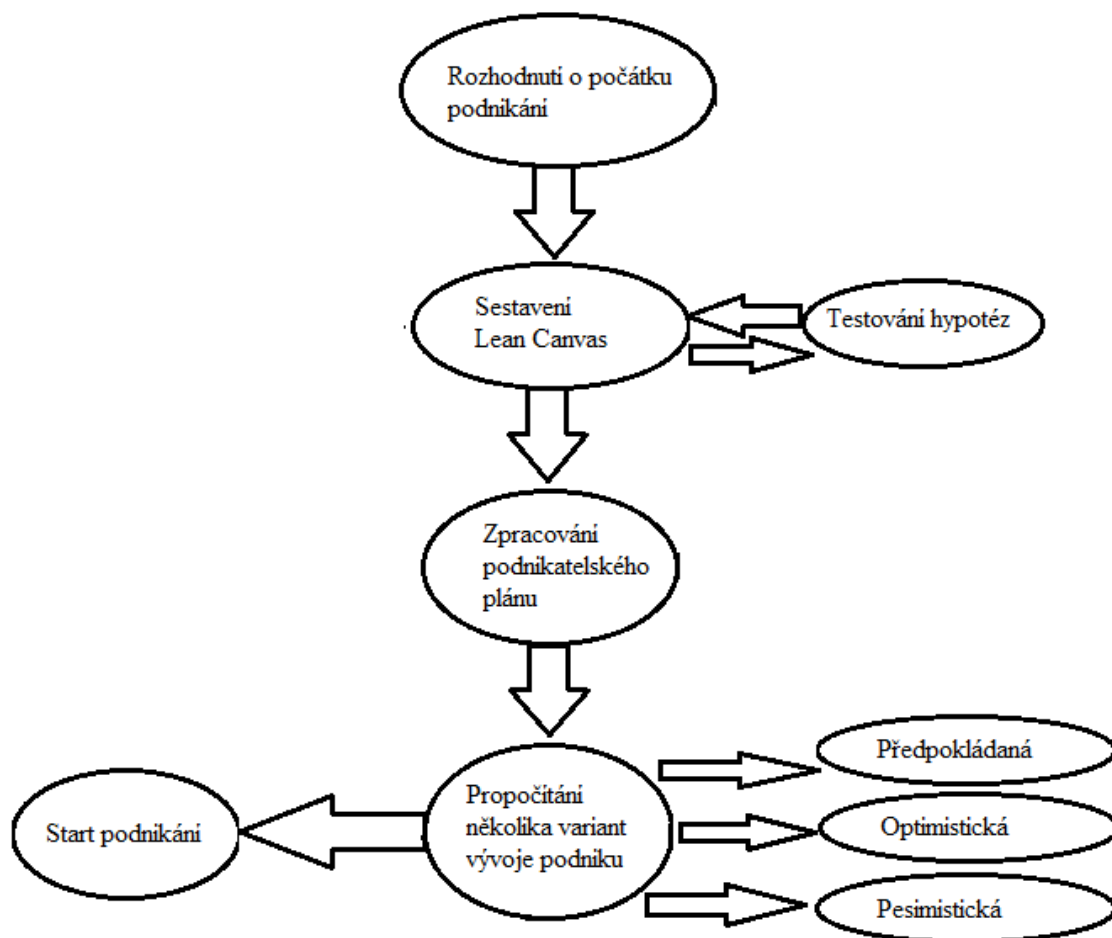 Rozhodnutí o počátku
podnikání
Sestavení
Lean Canvas
Testování hypotéz
Zpracování
podnikatelského
plánu
Předpokládaná
Start podnikání
Propočítání
několika variant
vývoje podniku
Optimistická
Pesimistická